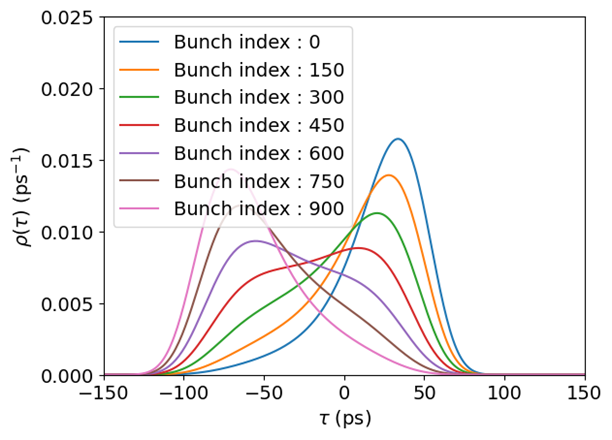 0.025
0.020
0.015
0.010
0.005
0.000
ρ(τ) (ps⁻¹)
Bunch index : 0
Bunch index : 150
Bunch index : 300
Bunch index : 450
Bunch index : 600
Bunch index : 750
Bunch index : 900
−150 −100 −50 0 50 100 150
τ (ps)